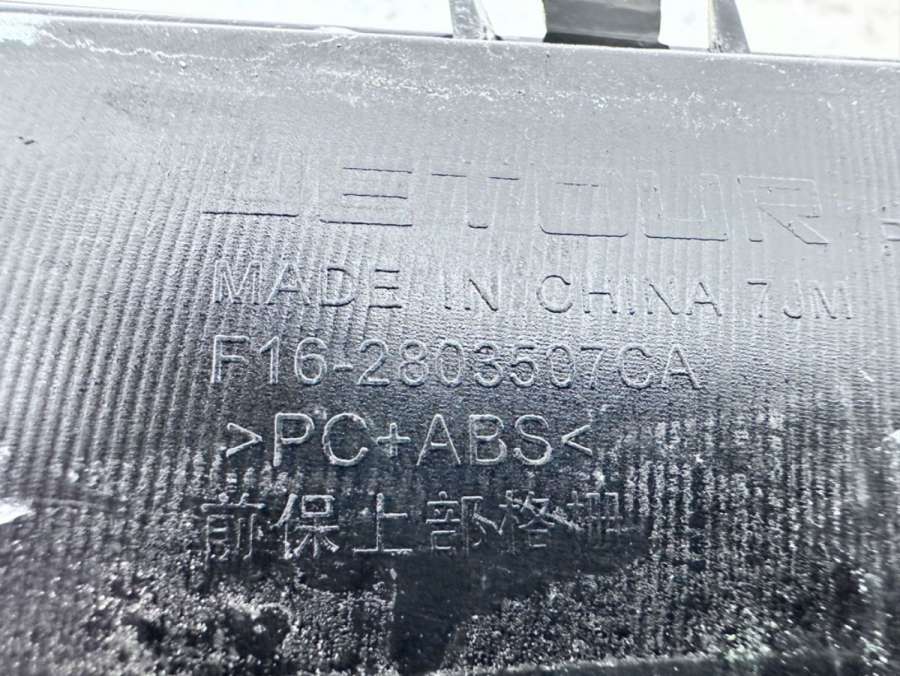 JETOUR
MADE IN CHINA 7JM
F16-2803507CA
>PC+ABS<
前保上部格栅